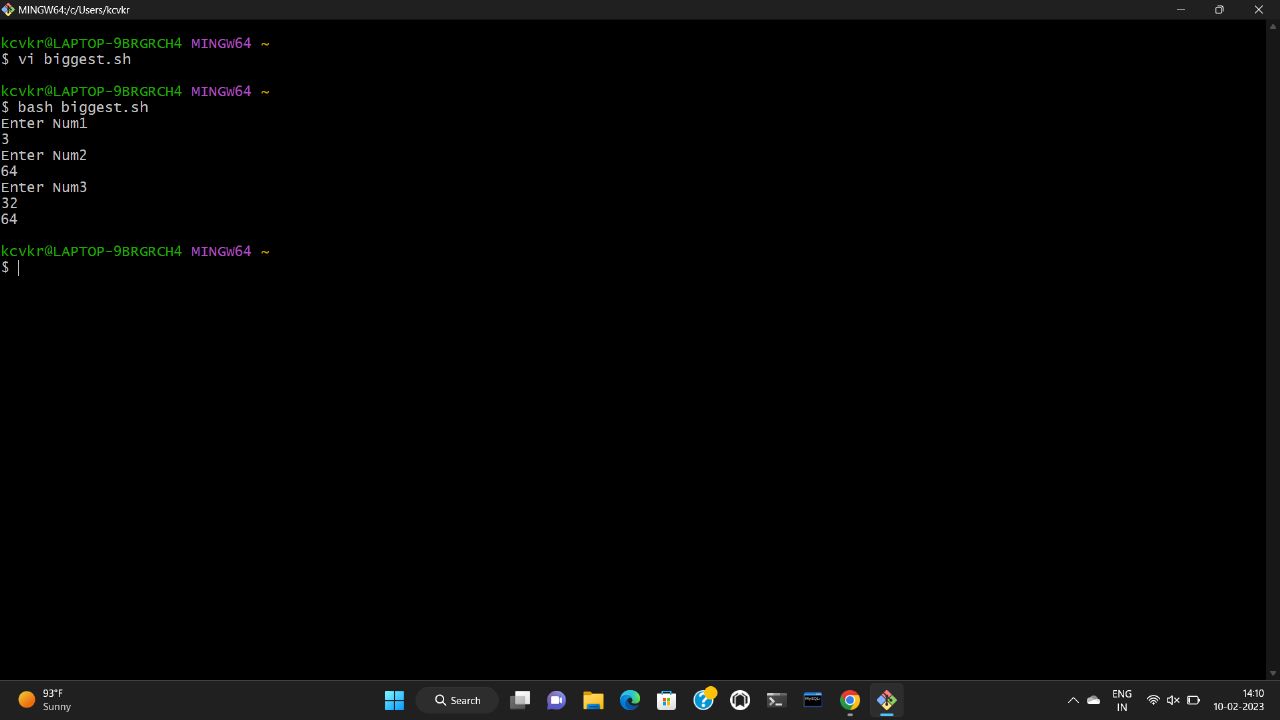 MINGW64:/c/Users/kcvkr
kcvkr@LAPTOP-9BRGRCH4 MINGW64 ~
$ vi biggest.sh
kcvkr@LAPTOP-9BRGRCH4 MINGW64 ~
$ bash biggest.sh
Enter Num1
3
Enter Num2
64
Enter Num3
32
64
kcvkr@LAPTOP-9BRGRCH4 MINGW64 ~
$
93°F
Sunny
Search
MySQL
ENG
IN
14:10
10-02-2023